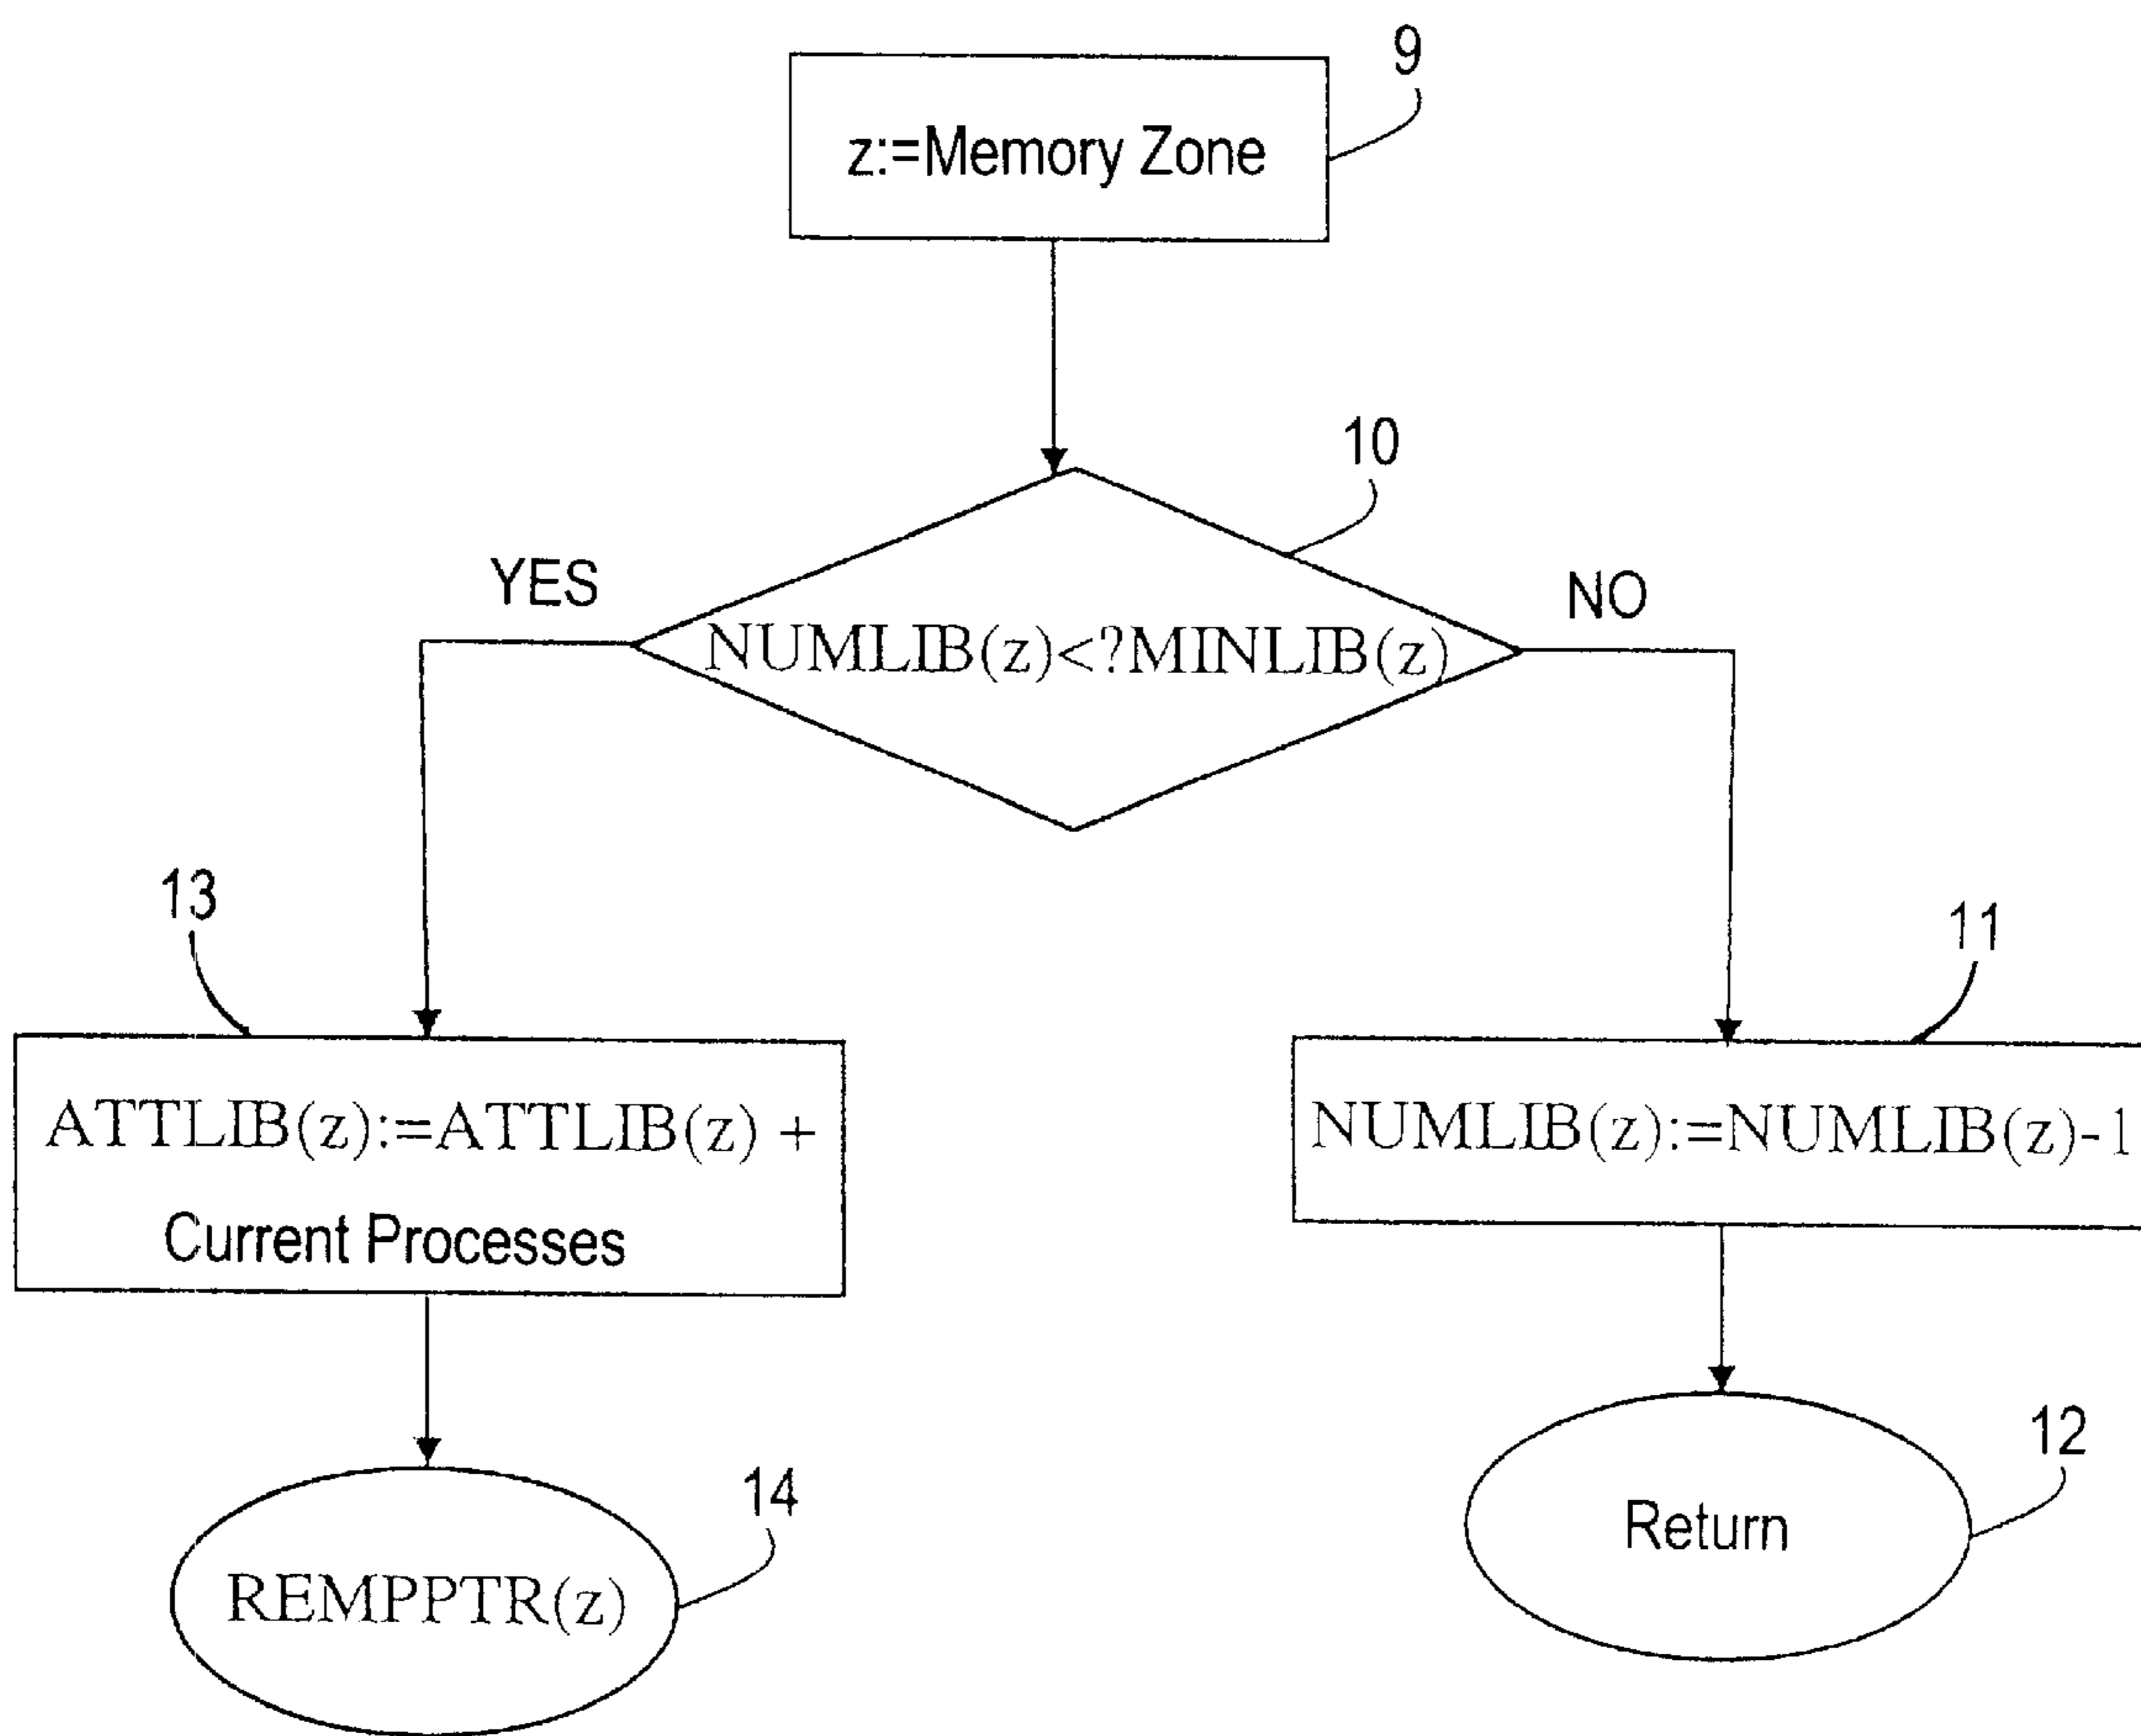 9
z:=Memory Zone
10
YES
NO
NUMLIB(z)<?MINLIB(z)
13
11
ATTLIB(z):=ATTLIB(z) +
Current Processes
NUMLIB(z):=NUMLIB(z)-1
14
12
REMPPTR(z)
Return